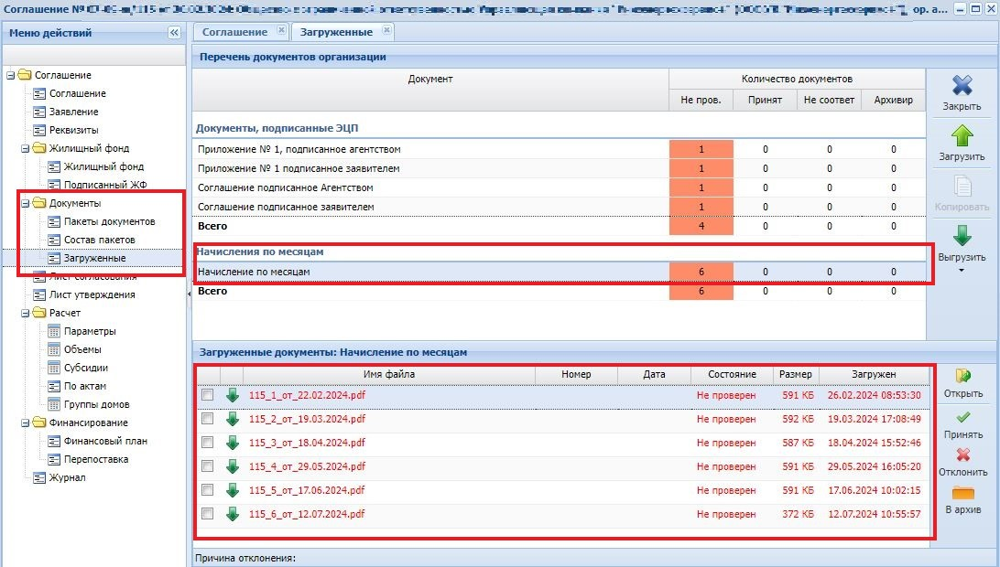 Соглашение №
"115 от
ор. а...
Меню действий
Соглашение
Соглашение
Заявление
Реквизиты
Жилищный фонд
Жилищный фонд
Подписанный ЖФ
Документы
Пакеты документов
Состав пакетов
Загруженные
Лист согласования
Лист утверждения
Расчет
Параметры
Объемы
Субсидии
По актам
Группы домов
Финансирование
Финансовый план
Перепоставка
Журнал
Соглашение Загруженные
Перечень документов организации
Документ Количество документов
Не пров. Принят Не соответ Архивир
Документы, подписанные ЭЦП
Приложение № 1, подписанное агентством 1 0 0 0
Приложение № 1 подписанное заявителем 1 0 0 0
Соглашение подписанное Агентством 1 0 0 0
Соглашение подписанное заявителем 1 0 0 0
Всего 4 0 0 0
Начисления по месяцам
Начисление по месяцам 6 0 0 0
Всего 6 0 0 0
Закрыть
Загрузить
Копировать
Выгрузить
Загруженные документы: Начисление по месяцам
Имя файла Номер Дата Состояние Размер Загружен
115_1_от_22.02.2024.pdf Не проверен 591 КБ 26.02.2024 08:53:30
115_2_от_19.03.2024.pdf Не проверен 592 КБ 19.03.2024 17:08:49
115_3_от_18.04.2024.pdf Не проверен 587 КБ 18.04.2024 15:52:46
115_4_от_29.05.2024.pdf Не проверен 591 КБ 29.05.2024 16:05:20
115_5_от_17.06.2024.pdf Не проверен 591 КБ 17.06.2024 10:02:15
115_6_от_12.07.2024.pdf Не проверен 372 КБ 12.07.2024 10:55:57
Открыть
Принять
Отклонить
В архив
Причина отклонения: